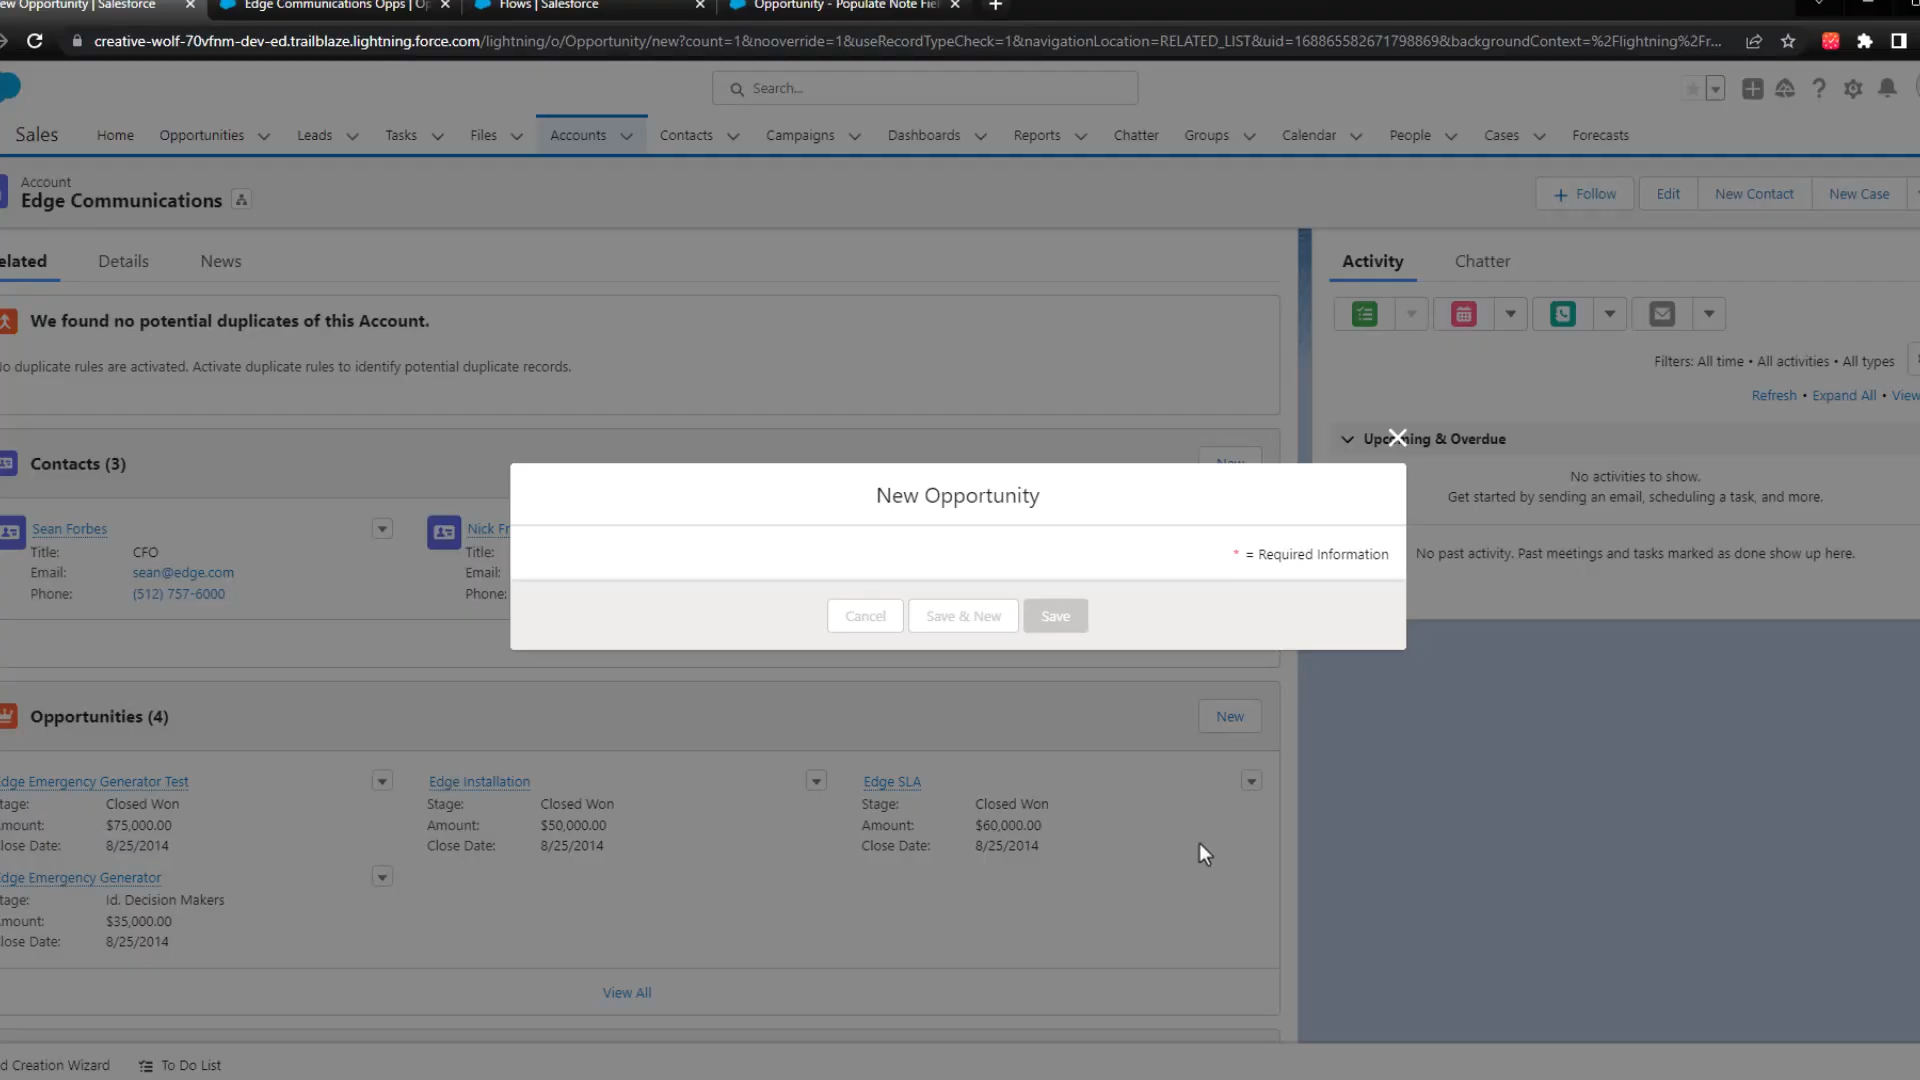 ew Opportunity | Salesforce
Edge Communications Opps | Op
Flows | Salesforce
Opportunity - Populate Note Fiel
creative-wolf-70vfnm-dev-ed.trailblaze.lightning.force.com/lightning/o/Opportunity/new?count=1&nooverride=1&useRecordTypeCheck=1&navigationLocation=RELATED_LIST&uid=168865582671798869&backgroundContext=%2Flightning%2Fr...
Search...
Sales
Home
Opportunities
Leads
Tasks
Files
Accounts
Contacts
Campaigns
Dashboards
Reports
Chatter
Groups
Calendar
People
Cases
Forecasts
Account
Edge Communications
Follow
Edit
New Contact
New Case
elated
Details
News
Activity
Chatter
We found no potential duplicates of this Account.
o duplicate rules are activated. Activate duplicate rules to identify potential duplicate records.
Filters: All time • All activities • All types
Refresh • Expand All • View
Upcoming & Overdue
No activities to show.
Get started by sending an email, scheduling a task, and more.
No past activity. Past meetings and tasks marked as done show up here.
Contacts (3)
New
Sean Forbes
Title: CFO
Email: sean@edge.com
Phone: (512) 757-6000
Nick Fr
Title:
Email:
Phone:
New Opportunity
* = Required Information
Cancel
Save & New
Save
Opportunities (4)
New
dge Emergency Generator Test
tage: Closed Won
mount: $75,000.00
lose Date: 8/25/2014
Edge Installation
Stage: Closed Won
Amount: $50,000.00
Close Date: 8/25/2014
Edge SLA
Stage: Closed Won
Amount: $60,000.00
Close Date: 8/25/2014
dge Emergency Generator
tage: Id. Decision Makers
mount: $35,000.00
lose Date: 8/25/2014
View All
d Creation Wizard
To Do List